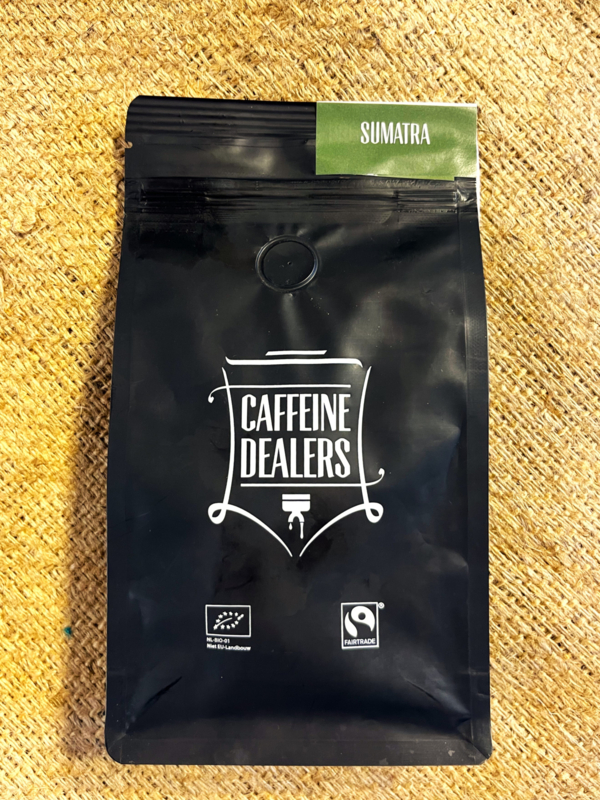 SUMATRA
CAFFEINE
DEALERS
NL-BIO-01
Niet EU-Landbouw
FAIRTRADE
®